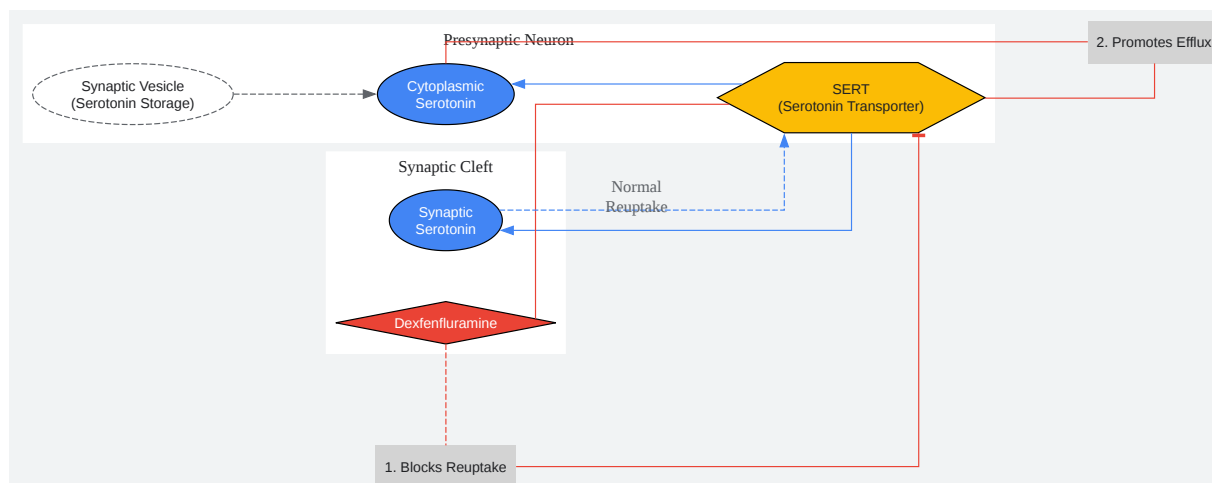 Presynaptic Neuron
2. Promotes Efflux
Synaptic Vesicle
(Serotonin Storage)
Cytoplasmic
Serotonin
SERT
(Serotonin Transporter)
Synaptic Cleft
Normal
Reuptake
Synaptic
Serotonin
Dexfenfluramine
1. Blocks Reuptake